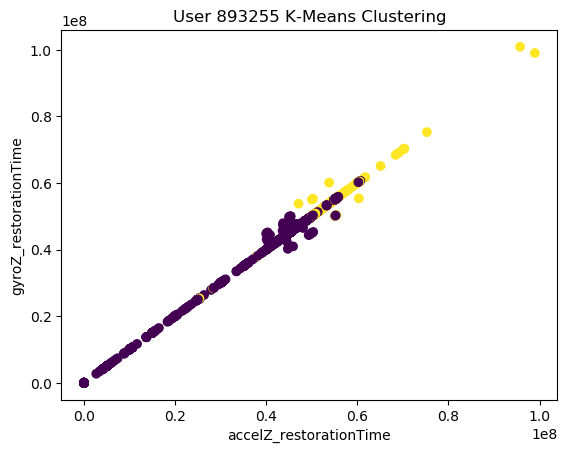 User 893255 K-Means Clustering
1e8
1.0
0.8
0.6
0.4
0.2
0.0
gyroZ_restorationTime
0.0 0.2 0.4 0.6 0.8 1.0
1e8
accelZ_restorationTime